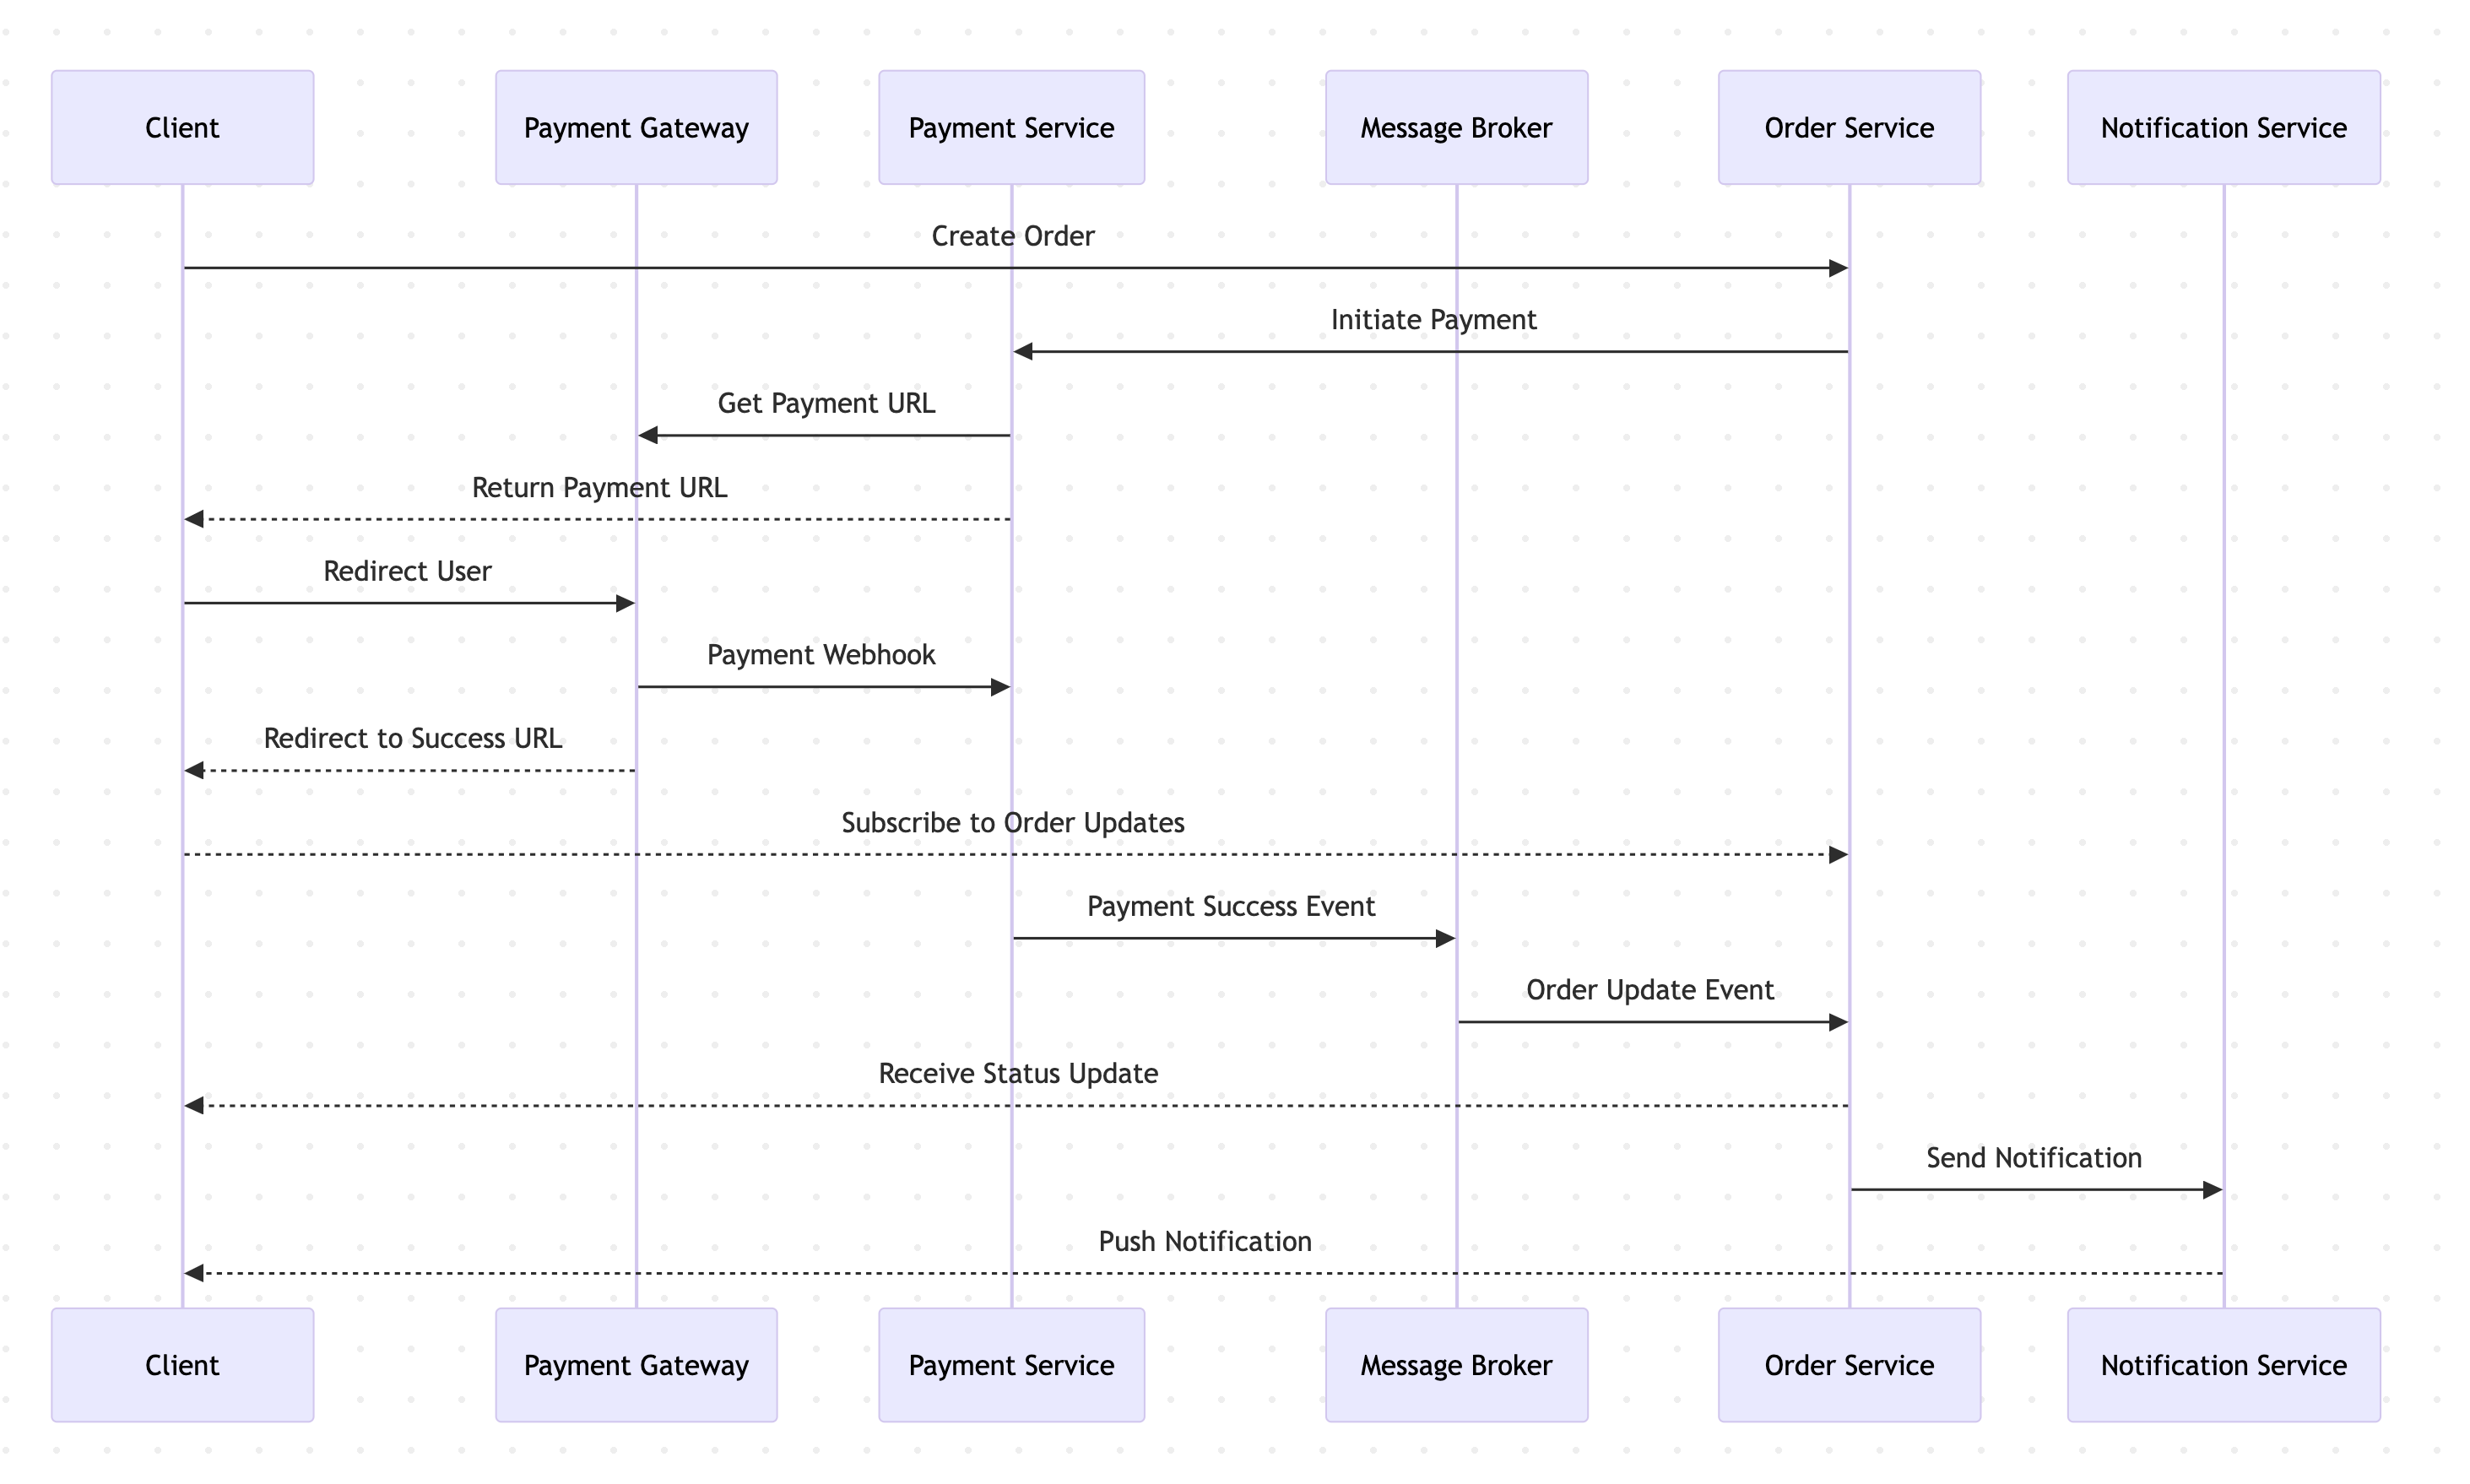 Client
Payment Gateway
Payment Service
Message Broker
Order Service
Notification Service
Create Order
Initiate Payment
Get Payment URL
Return Payment URL
Redirect User
Payment Webhook
Redirect to Success URL
Subscribe to Order Updates
Payment Success Event
Order Update Event
Receive Status Update
Send Notification
Push Notification
Client
Payment Gateway
Payment Service
Message Broker
Order Service
Notification Service